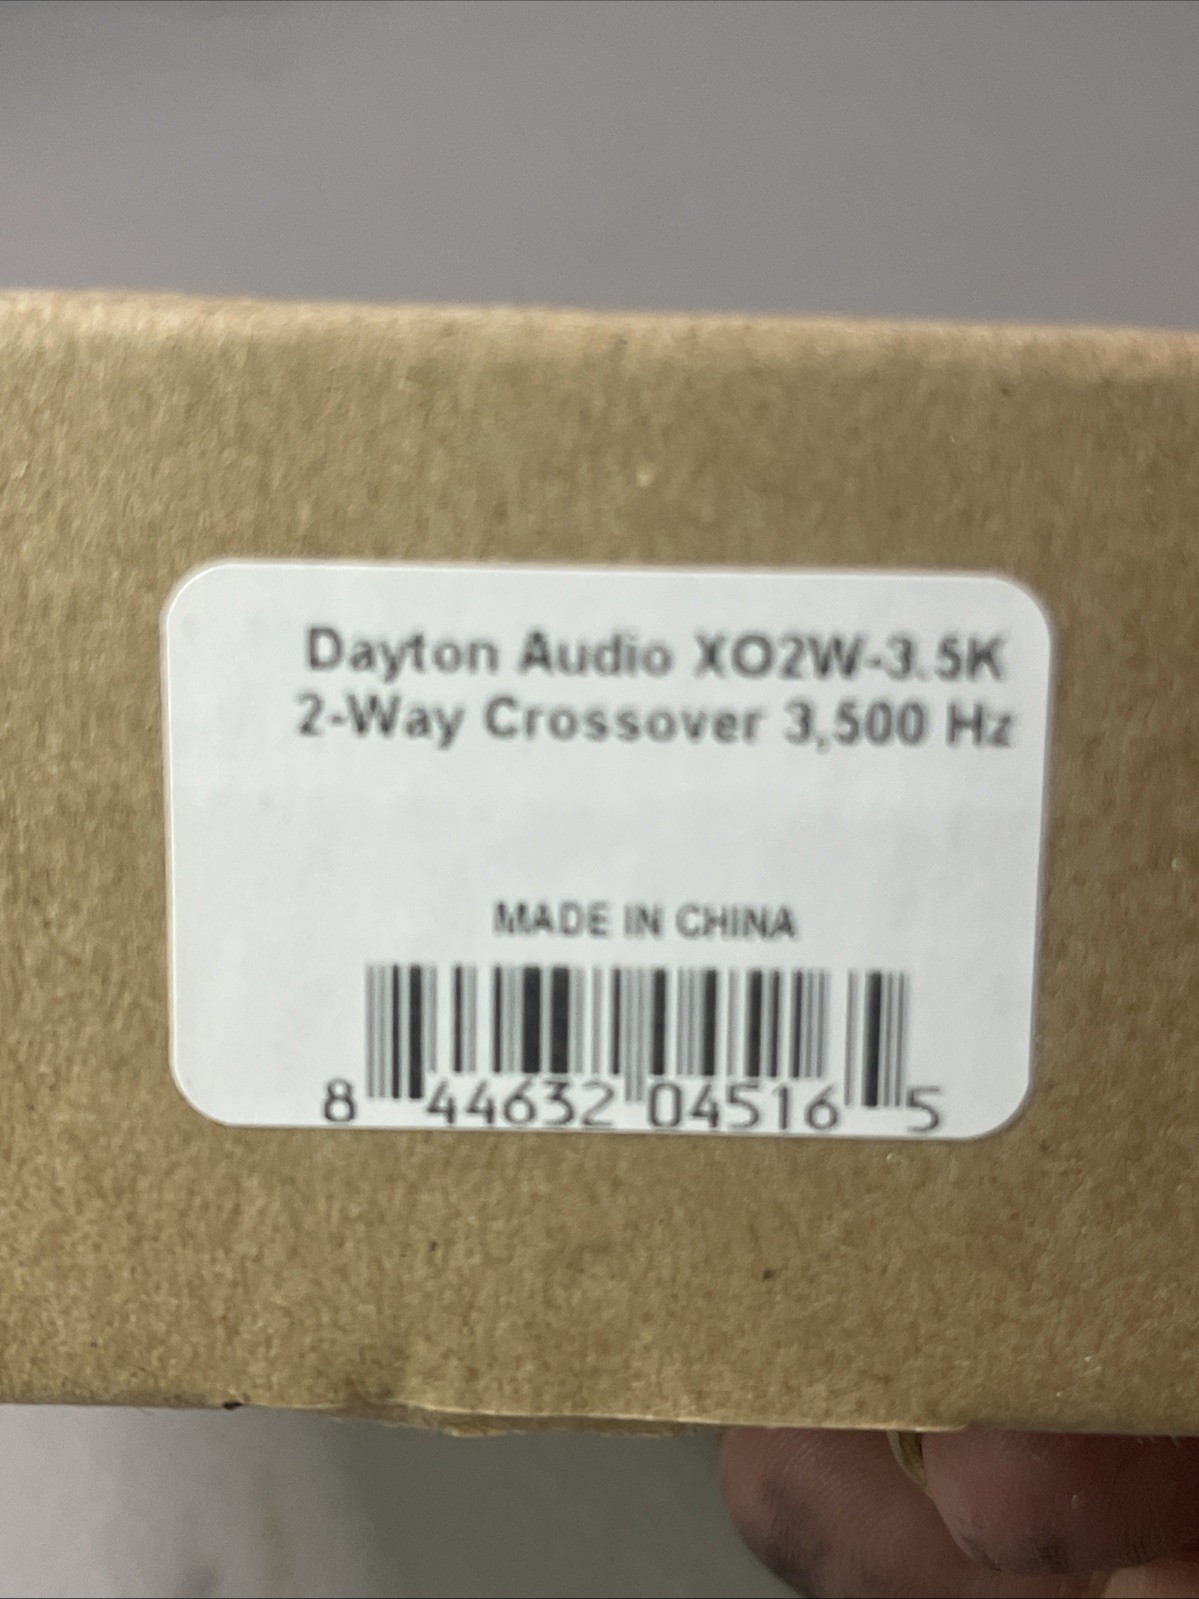 Dayton Audio XO2W-3.5K
2-Way Crossover 3,500 Hz
MADE IN CHINA
8 44632 04516 5